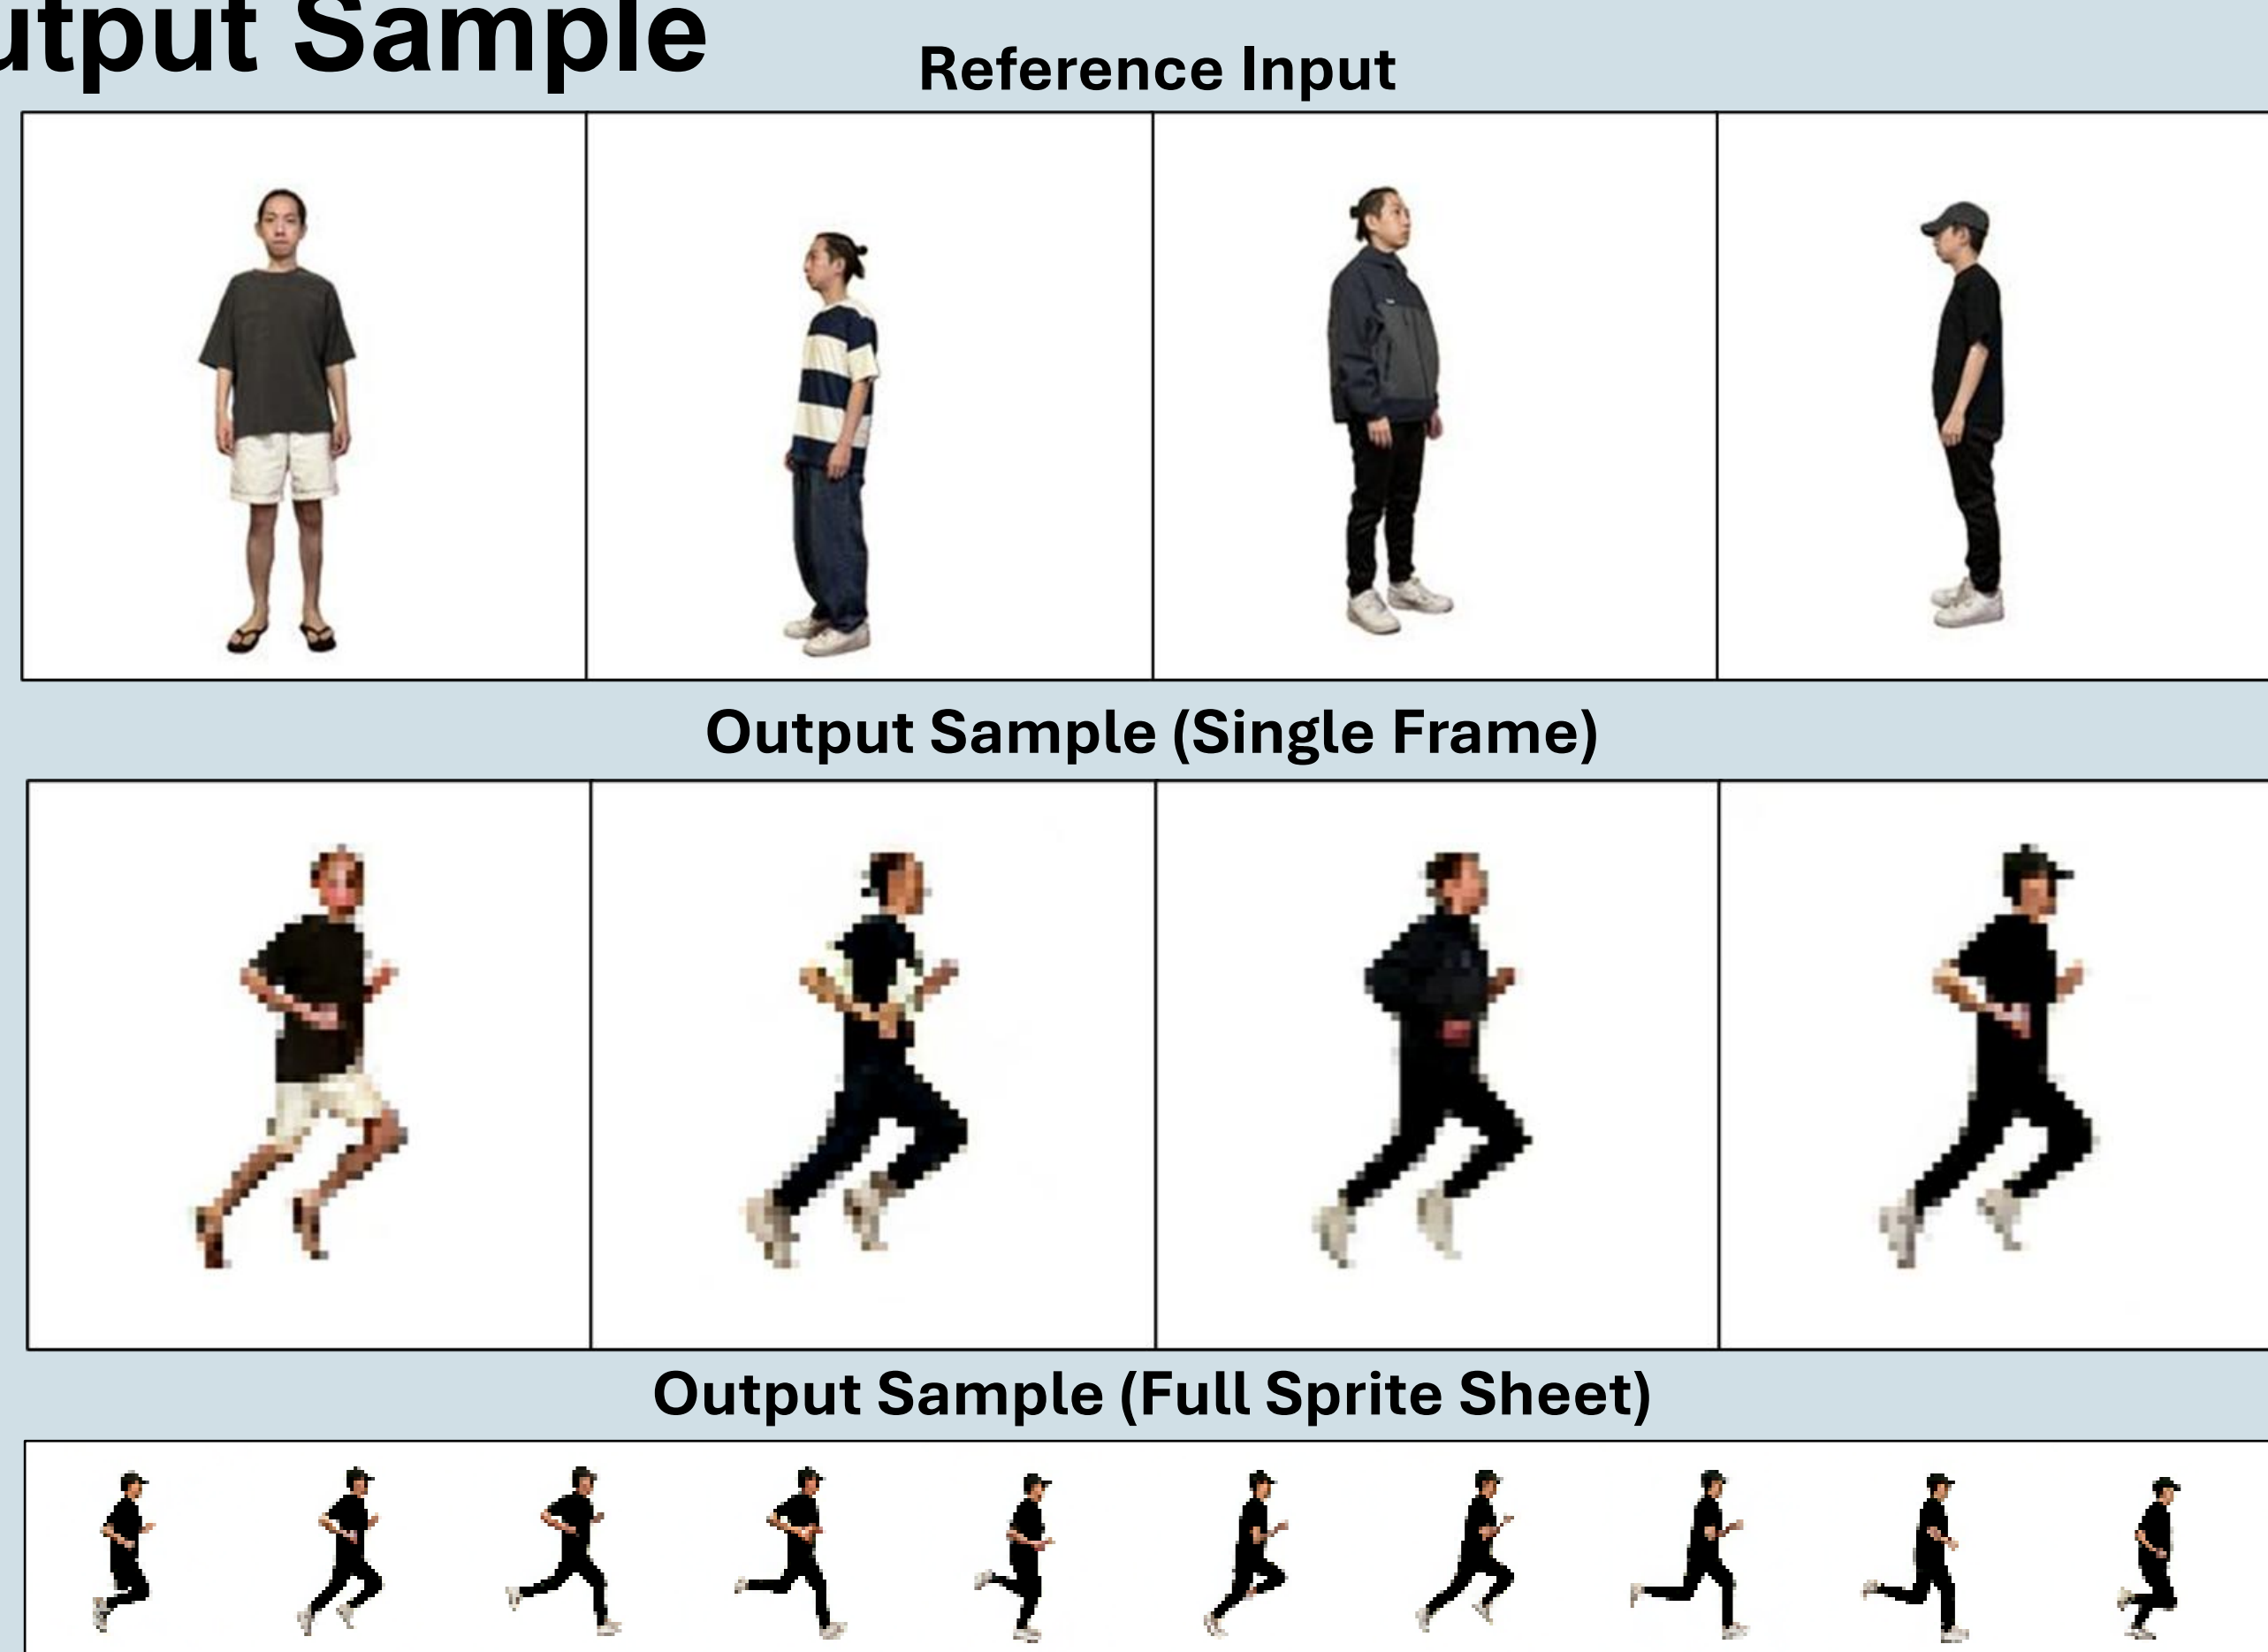 utput Sample
Reference Input
Output Sample (Single Frame)
Output Sample (Full Sprite Sheet)